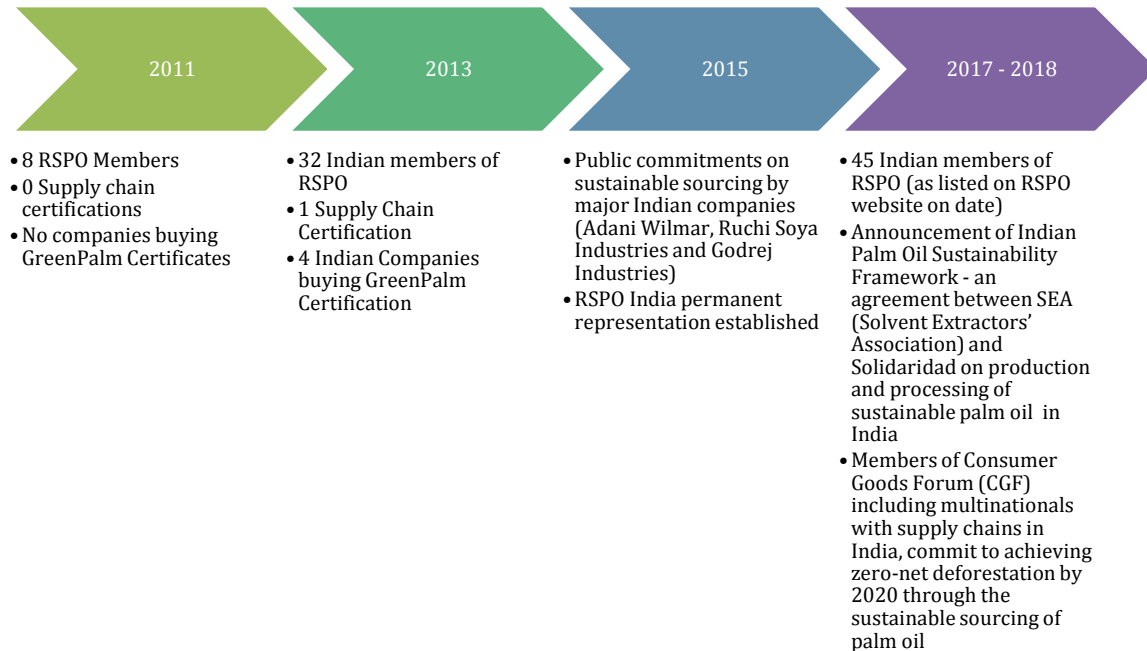 2011
2013
2015
2017 - 2018
• 8 RSPO Members
• 0 Supply chain
certifications
• No companies buying
GreenPalm Certificates
• 32 Indian members of
RSPO
• 1 Supply Chain
Certification
• 4 Indian Companies
buying GreenPalm
Certification
• Public commitments on
sustainable sourcing by
major Indian companies
(Adani Wilmar, Ruchi Soya
Industries and Godrej
Industries)
• RSPO India permanent
representation established
• 45 Indian members of
RSPO (as listed on RSPO
website on date)
• Announcement of Indian
Palm Oil Sustainability
Framework - an
agreement between SEA
(Solvent Extractors’
Association) and
Solidaridad on production
and processing of
sustainable palm oil in
India
• Members of Consumer
Goods Forum (CGF)
including multinationals
with supply chains in
India, commit to achieving
zero-net deforestation by
2020 through the
sustainable sourcing of
palm oil